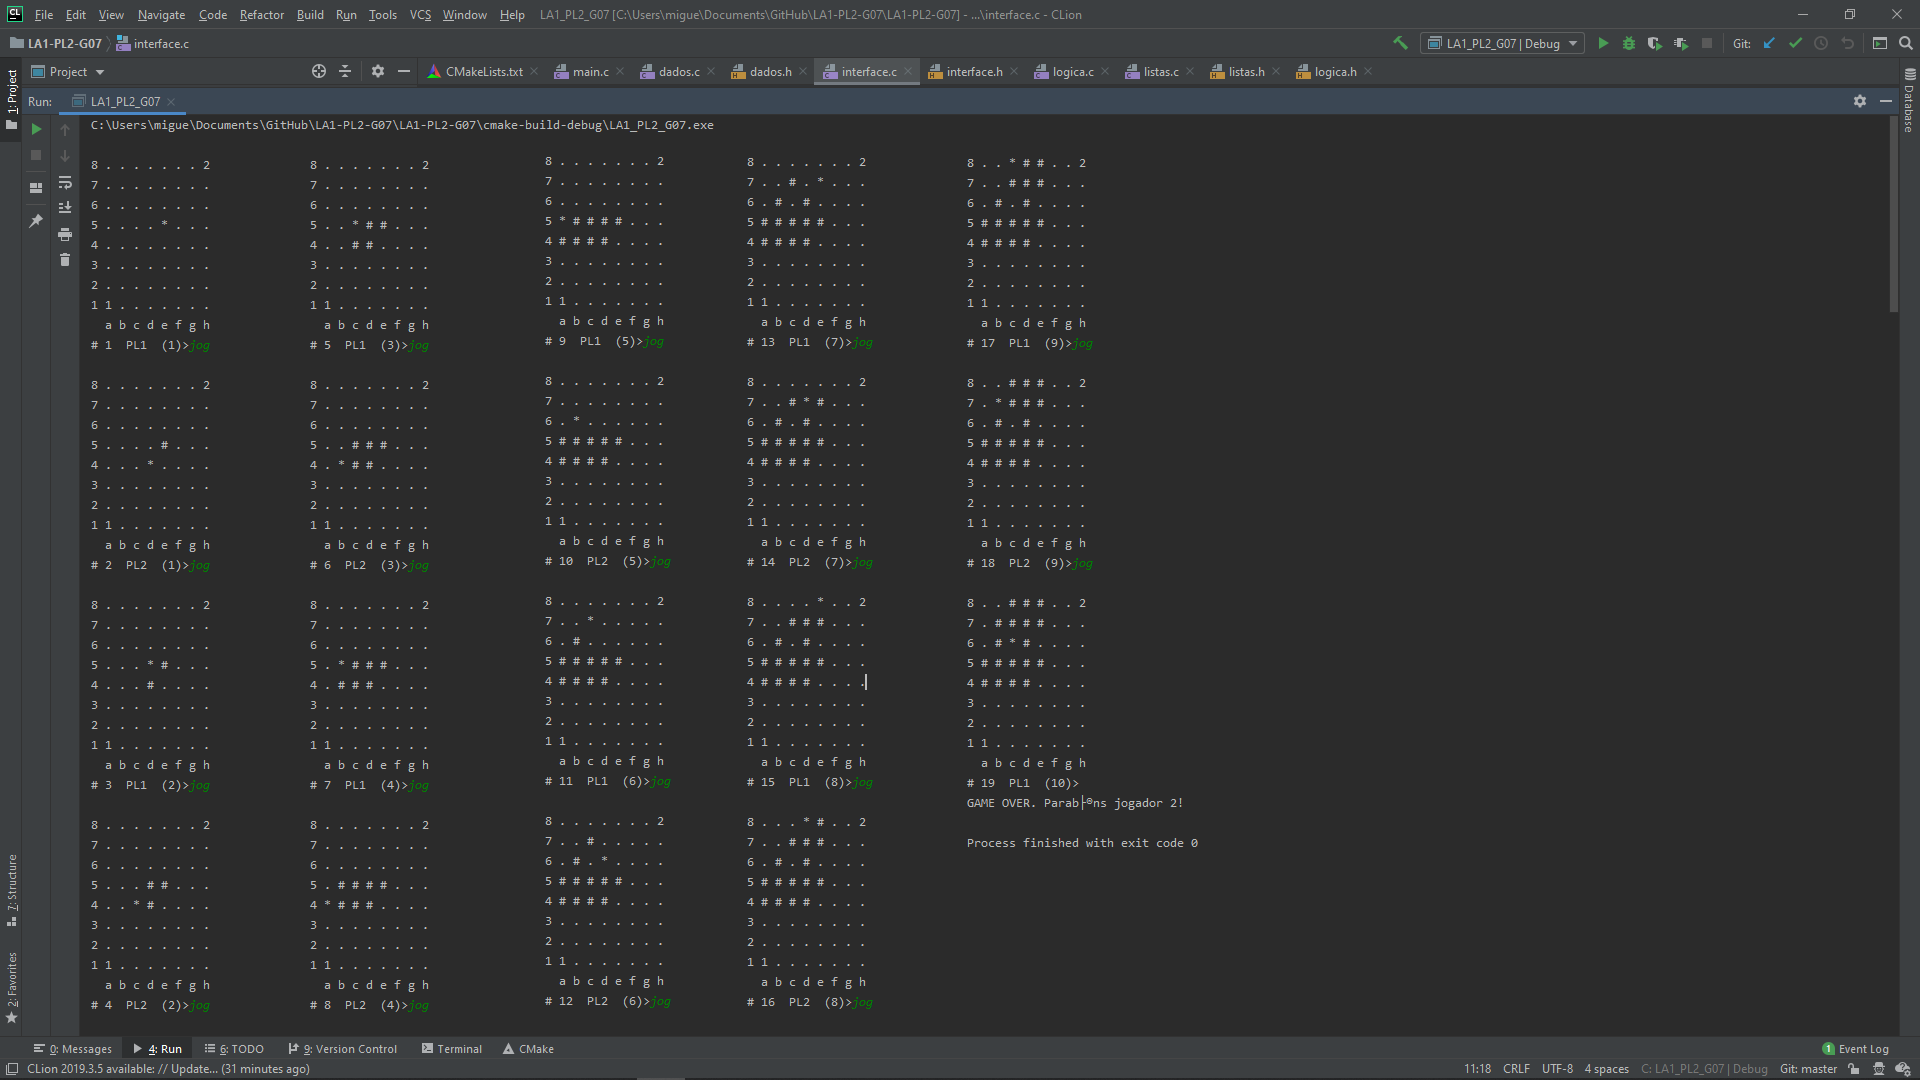 File Edit View Navigate Code Refactor Build Run Tools VCS Window Help LA1_PL2_G07 [C:\Users\migue\Documents\GitHub\LA1-PL2-G07\LA1-PL2-G07] - ...\interface.c - CLion
LA1-PL2-G07 interface.c LA1_PL2_G07 | Debug Git:
1: Project
Project CMakeLists.txt main.c dados.c dados.h interface.c interface.h logica.c listas.c listas.h logica.h
Database
Run: LA1_PL2_G07
C:\Users\migue\Documents\GitHub\LA1-PL2-G07\LA1-PL2-G07\cmake-build-debug\LA1_PL2_G07.exe
8 . . . . . . . 2
7 . . . . . . . .
6 . . . . . . . .
5 . . . . * . . .
4 . . . . . . . .
3 . . . . . . . .
2 . . . . . . . .
1 1 . . . . . . .
a b c d e f g h
# 1 PL1 (1)>jog
8 . . . . . . . 2
7 . . . . . . . .
6 . . . . . . . .
5 . . . . # . . .
4 . . . * . . . .
3 . . . . . . . .
2 . . . . . . . .
1 1 . . . . . . .
a b c d e f g h
# 2 PL2 (1)>jog
8 . . . . . . . 2
7 . . . . . . . .
6 . . . . . . . .
5 . . . * # . . .
4 . . . # . . . .
3 . . . . . . . .
2 . . . . . . . .
1 1 . . . . . . .
a b c d e f g h
# 3 PL1 (2)>jog
8 . . . . . . . 2
7 . . . . . . . .
6 . . . . . . . .
5 . . . # # . . .
4 . . * # . . . .
3 . . . . . . . .
2 . . . . . . . .
1 1 . . . . . . .
a b c d e f g h
# 4 PL2 (2)>jog
8 . . . . . . . 2
7 . . . . . . . .
6 . . . . . . . .
5 . . * # # . . .
4 . . # # . . . .
3 . . . . . . . .
2 . . . . . . . .
1 1 . . . . . . .
a b c d e f g h
# 5 PL1 (3)>jog
8 . . . . . . . 2
7 . . . . . . . .
6 . . . . . . . .
5 . . # # # . . .
4 . * # # . . . .
3 . . . . . . . .
2 . . . . . . . .
1 1 . . . . . . .
a b c d e f g h
# 6 PL2 (3)>jog
8 . . . . . . . 2
7 . . . . . . . .
6 . . . . . . . .
5 . * # # # . . .
4 . # # # . . . .
3 . . . . . . . .
2 . . . . . . . .
1 1 . . . . . . .
a b c d e f g h
# 7 PL1 (4)>jog
8 . . . . . . . 2
7 . . . . . . . .
6 . . . . . . . .
5 . # # # # . . .
4 * # # # . . . .
3 . . . . . . . .
2 . . . . . . . .
1 1 . . . . . . .
a b c d e f g h
# 8 PL2 (4)>jog
8 . . . . . . . 2
7 . . . . . . . .
6 . . . . . . . .
5 * # # # # . . .
4 # # # # . . . .
3 . . . . . . . .
2 . . . . . . . .
1 1 . . . . . . .
a b c d e f g h
# 9 PL1 (5)>jog
8 . . . . . . . 2
7 . . . . . . . .
6 . * . . . . . .
5 # # # # # . . .
4 # # # # . . . .
3 . . . . . . . .
2 . . . . . . . .
1 1 . . . . . . .
a b c d e f g h
# 10 PL2 (5)>jog
8 . . . . . . . 2
7 . . * . . . . .
6 . # . . . . . .
5 # # # # # . . .
4 # # # # . . . .
3 . . . . . . . .
2 . . . . . . . .
1 1 . . . . . . .
a b c d e f g h
# 11 PL1 (6)>jog
8 . . . . . . . 2
7 . . # . . . . .
6 . # . * . . . .
5 # # # # # . . .
4 # # # # . . . .
3 . . . . . . . .
2 . . . . . . . .
1 1 . . . . . . .
a b c d e f g h
# 12 PL2 (6)>jog
8 . . . . . . . 2
7 . . # . * . . .
6 . # . # . . . .
5 # # # # # . . .
4 # # # # . . . .
3 . . . . . . . .
2 . . . . . . . .
1 1 . . . . . . .
a b c d e f g h
# 13 PL1 (7)>jog
8 . . . . . . . 2
7 . . # * # . . .
6 . # . # . . . .
5 # # # # # . . .
4 # # # # . . . .
3 . . . . . . . .
2 . . . . . . . .
1 1 . . . . . . .
a b c d e f g h
# 14 PL2 (7)>jog
8 . . . . * . . 2
7 . . # # # . . .
6 . # . # . . . .
5 # # # # # . . .
4 # # # # . . . .
3 . . . . . . . .
2 . . . . . . . .
1 1 . . . . . . .
a b c d e f g h
# 15 PL1 (8)>jog
8 . . . * # . . 2
7 . . # # # . . .
6 . # . # . . . .
5 # # # # # . . .
4 # # # # . . . .
3 . . . . . . . .
2 . . . . . . . .
1 1 . . . . . . .
a b c d e f g h
# 16 PL2 (8)>jog
8 . . * # # . . 2
7 . . # # # . . .
6 . # . # . . . .
5 # # # # # . . .
4 # # # # . . . .
3 . . . . . . . .
2 . . . . . . . .
1 1 . . . . . . .
a b c d e f g h
# 17 PL1 (9)>jog
8 . . # # # . . 2
7 . * # # # . . .
6 . # . # . . . .
5 # # # # # . . .
4 # # # # . . . .
3 . . . . . . . .
2 . . . . . . . .
1 1 . . . . . . .
a b c d e f g h
# 18 PL2 (9)>jog
8 . . # # # . . 2
7 . # # # # . . .
6 . # * # . . . .
5 # # # # # . . .
4 # # # # . . . .
3 . . . . . . . .
2 . . . . . . . .
1 1 . . . . . . .
a b c d e f g h
# 19 PL1 (10)>
GAME OVER. Parab├®ns jogador 2!
Process finished with exit code 0
7: Structure
2: Favorites
0: Messages 4: Run 6: TODO 9: Version Control Terminal CMake 1 Event Log
CLion 2019.3.5 available: // Update... (31 minutes ago) 11:18 CRLF UTF-8 4 spaces C: LA1_PL2_G07 | Debug Git: master